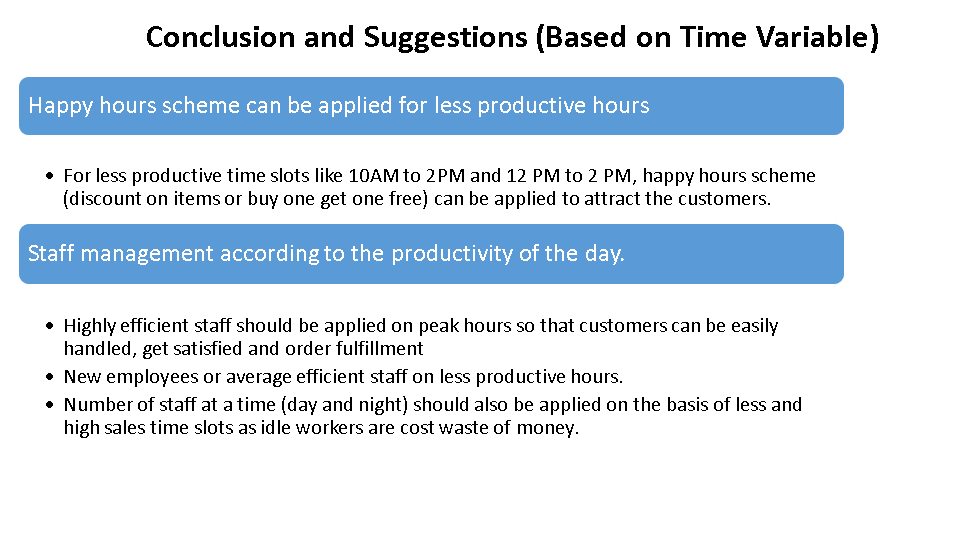 Conclusion and Suggestions (Based on Time Variable)
Happy hours scheme can be applied for less productive hours
• For less productive time slots like 10AM to 2PM and 12 PM to 2 PM, happy hours scheme
(discount on items or buy one get one free) can be applied to attract the customers.
Staff management according to the productivity of the day.
• Highly efficient staff should be applied on peak hours so that customers can be easily
handled, get satisfied and order fulfillment
• New employees or average efficient staff on less productive hours.
• Number of staff at a time (day and night) should also be applied on the basis of less and
high sales time slots as idle workers are cost waste of money.